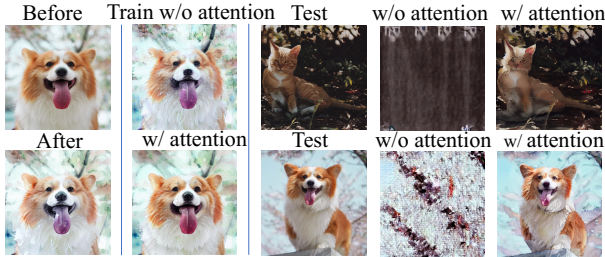 Before Train w/o attention Test w/o attention w/ attention
After w/ attention Test w/o attention w/ attention